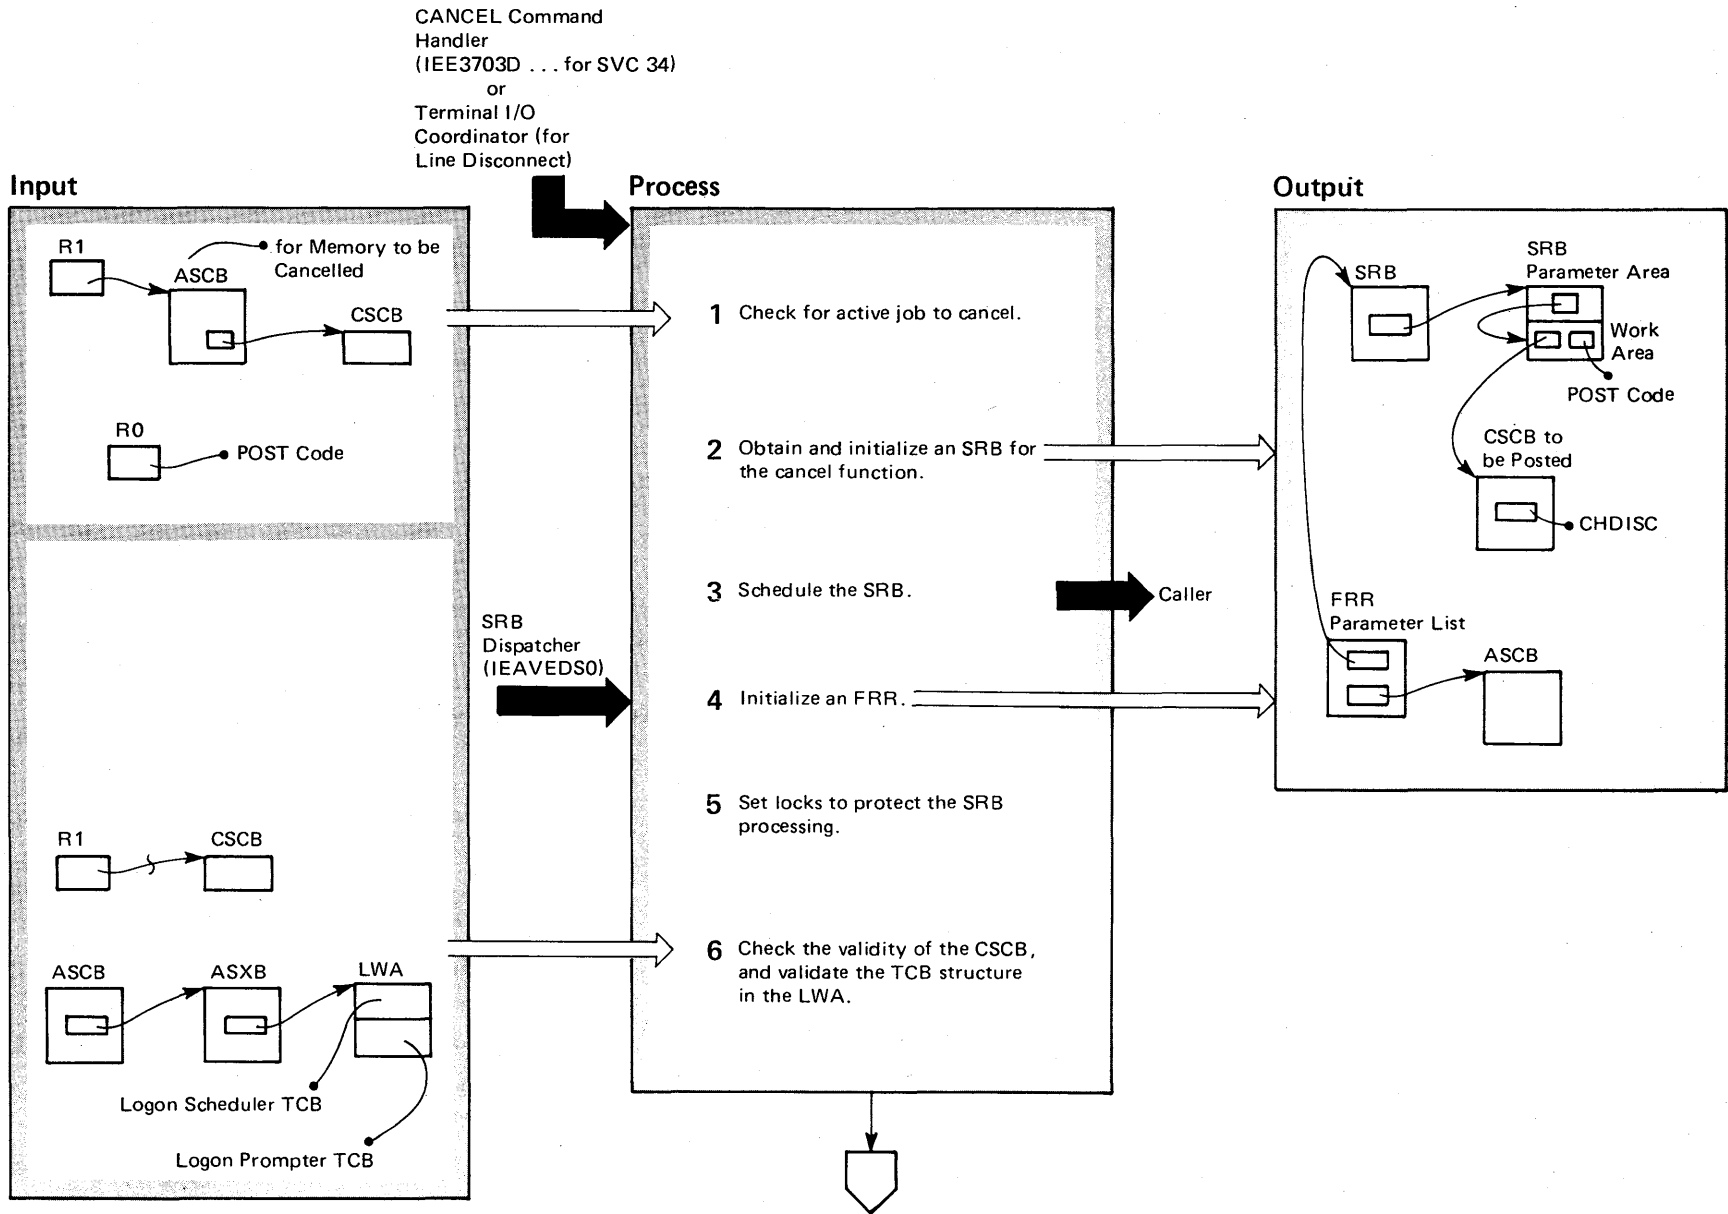 CANCEL Command
Handler
(IEE3703D ... for SVC 34)
or
Terminal I/O
Coordinator (for
Line Disconnect)
Input
R1
for Memory to be
Cancelled
ASCB
CSCB
R0
POST Code
R1
CSCB
ASCB
ASXB
LWA
Logon Scheduler TCB
Logon Prompter TCB
SRB
Dispatcher
(IEAVEDS0)
Process
1 Check for active job to cancel.
2 Obtain and initialize an SRB for
the cancel function.
3 Schedule the SRB.
Caller
4 Initialize an FRR.
5 Set locks to protect the SRB
processing.
6 Check the validity of the CSCB,
and validate the TCB structure
in the LWA.
Output
SRB
SRB
Parameter Area
Work
Area
POST Code
CSCB to
be Posted
CHDISC
FRR
Parameter List
ASCB